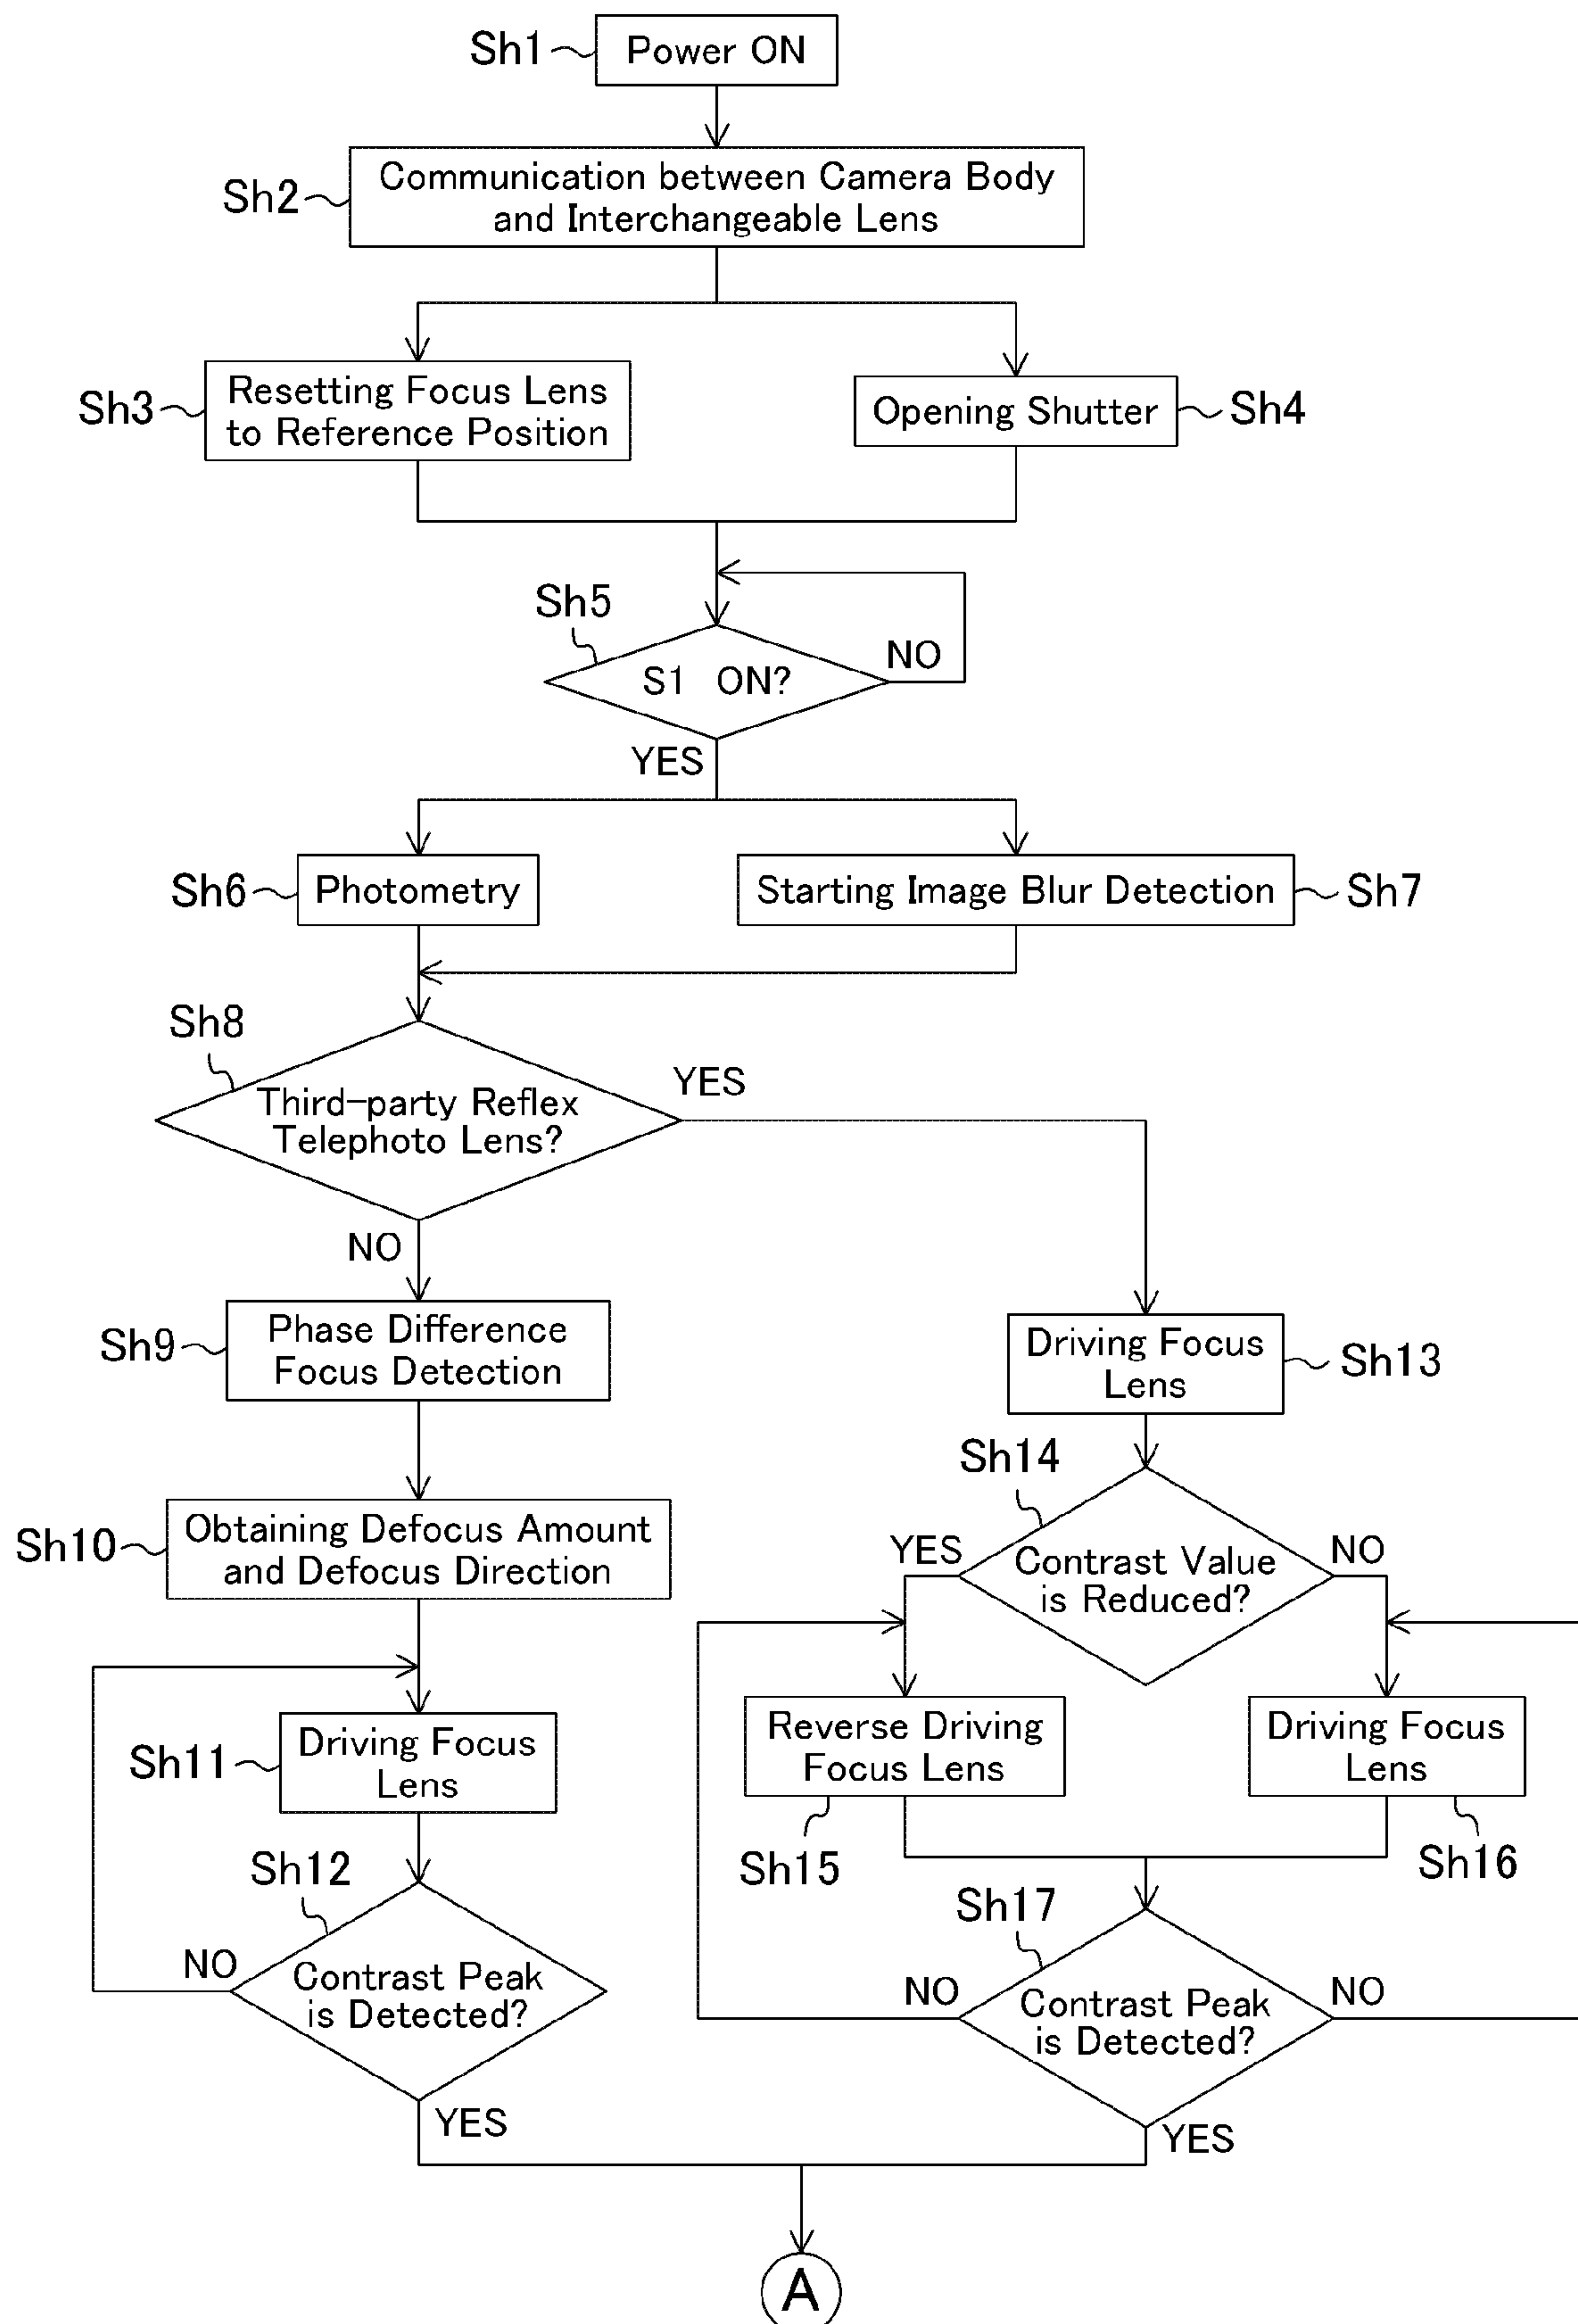 Sh1
Power ON
Sh2
Communication between Camera Body
and Interchangeable Lens
Sh3
Resetting Focus Lens
to Reference Position
Opening Shutter
Sh4
Sh5
S1 ON?
NO
YES
Sh6
Photometry
Starting Image Blur Detection
Sh7
Sh8
Third-party Reflex
Telephoto Lens?
YES
NO
Sh9
Phase Difference
Focus Detection
Sh10
Obtaining Defocus Amount
and Defocus Direction
Sh11
Driving Focus
Lens
Sh12
Contrast Peak
is Detected?
NO
YES
Driving Focus
Lens
Sh13
Sh14
Contrast Value
is Reduced?
YES
NO
Reverse Driving
Focus Lens
Sh15
Driving Focus
Lens
Sh16
Sh17
Contrast Peak
is Detected?
NO
NO
YES
A